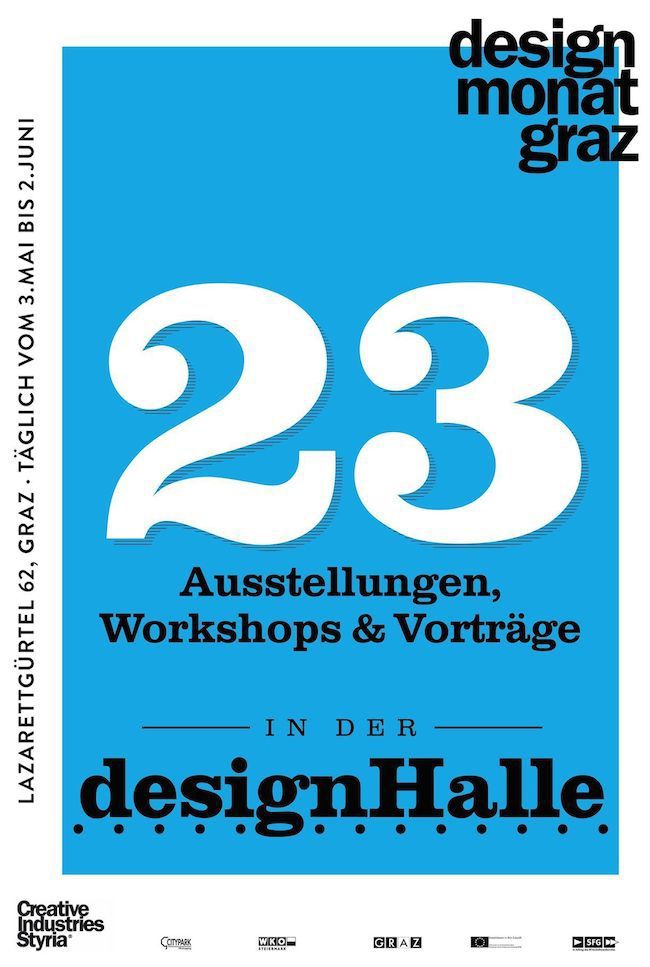 design
monat
graz
LAZARETTGÜRTEL 62, GRAZ · TÄGLICH VOM 3.MAI BIS 2.JUNI
23
Ausstellungen,
Workshops & Vorträge
IN DER
designHalle
Creative
Industries
Styria®
CITYPARK
WKO
STEIERMARK
GRAZ
SFG